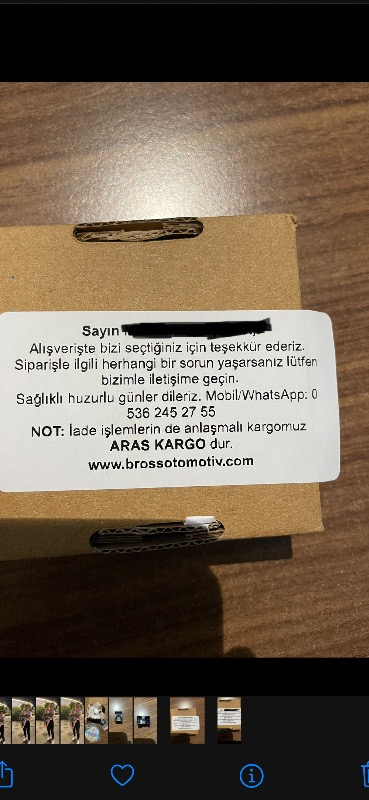 Sayın
Alışverişte bizi seçtiğiniz için teşekkür ederiz.
Siparişle ilgili herhangi bir sorun yaşarsanız lütfen
bizimle iletişime geçin.
Sağlıklı huzurlu günler dileriz. Mobil/WhatsApp: 0
536 245 27 55
NOT: İade işlemlerin de anlaşmalı kargomuz
ARAS KARGO dur.
www.brossotomotiv.com